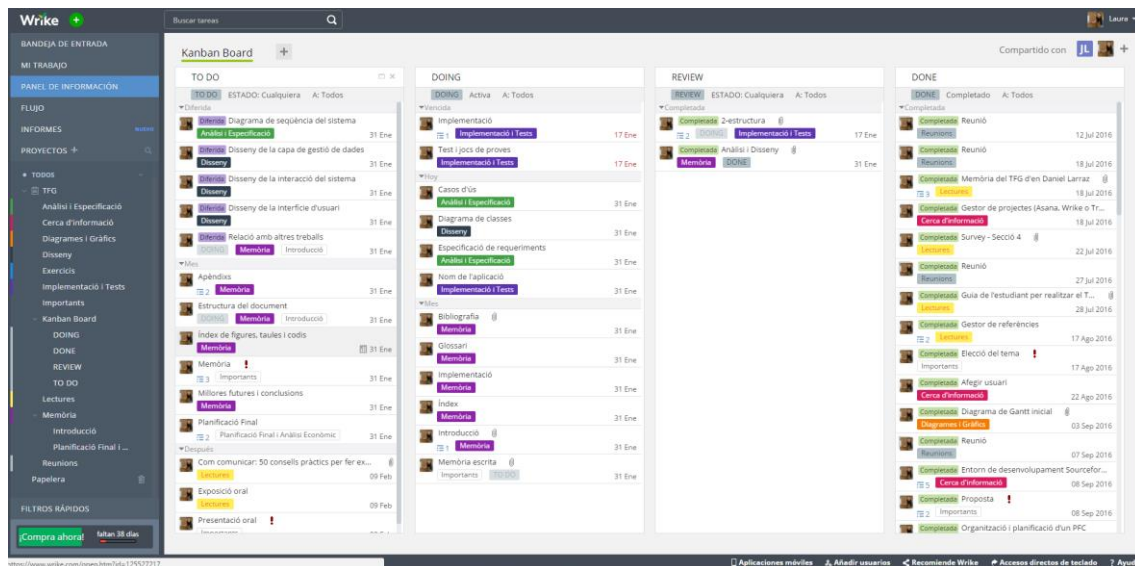 Wrike +
Buscar tareas
Laura
BANDEJA DE ENTRADA
MI TRABAJO
PANEL DE INFORMACIÓN
FLUJO
INFORMES NUEVO
PROYECTOS +
TODOS
TFG
Anàlisi i Especificació
Cerca d'informació
Diagrames i Gràfics
Disseny
Exercicis
Implementació i Tests
Importants
Kanban Board
DOING
DONE
REVIEW
TO DO
Lectures
Memòria
Introducció
Planificació Final i ...
Reunions
Papelera
FILTROS RÁPIDOS
¡Compra ahora! faltan 38 días
https://www.wrike.com/open.htm?id=125527217
Kanban Board +
Compartido con JL +
TO DO
TO DO ESTADO: Cualquiera A: Todos
Diferida
Diferida Diagrama de seqüència del sistema
Anàlisi i Especificació 31 Ene
Diferida Disseny de la capa de gestió de dades
Disseny 31 Ene
Diferida Disseny de la interacció del sistema
Disseny 31 Ene
Diferida Disseny de la interfície d'usuari
Disseny 31 Ene
Diferida Relació amb altres treballs
DOING Memòria Introducció 31 Ene
Mes
Apèndixs
2 Memòria 31 Ene
Estructura del document
DOING Memòria Introducció 31 Ene
Índex de figures, taules i codis
Memòria 31 Ene
Memòria !
3 Importants 31 Ene
Millores futures i conclusions
Memòria 31 Ene
Planificació Final
2 Planificació Final i Anàlisi Econòmic 31 Ene
Después
Com comunicar: 50 consells pràctics per fer ex...
Lectures 09 Feb
Exposició oral
Lectures 09 Feb
Presentació oral !
DOING
DOING Activa A: Todos
Vencida
Implementació
1 Implementació i Tests 17 Ene
Test i jocs de proves
Implementació i Tests 17 Ene
Hoy
Casos d'ús
Anàlisi i Especificació 31 Ene
Diagrama de classes
Disseny 31 Ene
Especificació de requeriments
Anàlisi i Especificació 31 Ene
Nom de l'aplicació
Implementació i Tests 31 Ene
Mes
Bibliografia
Memòria 31 Ene
Glossari
Memòria 31 Ene
Implementació
Memòria 31 Ene
Índex
Memòria 31 Ene
Introducció
1 Memòria 31 Ene
Memòria escrita
Importants TO DO 31 Ene
REVIEW
REVIEW ESTADO: Cualquiera A: Todos
Completada
Completada 2-estructura
2 DOING Implementació i Tests 17 Ene
Completada Anàlisi i Disseny
Memòria DONE 31 Ene
DONE
DONE Completado A: Todos
Completada
Completada Reunió
Reunions 12 Jul 2016
Completada Reunió
Reunions 18 Jul 2016
Completada Memòria del TFG d'en Daniel Larraz
3 Lectures 18 Jul 2016
Completada Gestor de projectes (Asana, Wrike o Tr...
Cerca d'informació 18 Jul 2016
Completada Survey - Secció 4
Lectures 22 Jul 2016
Completada Reunió
Reunions 27 Jul 2016
Completada Guia de l'estudiant per realitzar el T...
Lectures 28 Jul 2016
Completada Gestor de referències
2 Lectures 17 Ago 2016
Completada Elecció del tema !
Importants 17 Ago 2016
Completada Afegir usuari
Cerca d'informació 22 Ago 2016
Completada Diagrama de Gantt inicial
Diagrames i Gràfics 03 Sep 2016
Completada Reunió
Reunions 07 Sep 2016
Completada Entorn de desenvolupament Sourcefor...
5 Cerca d'informació 08 Sep 2016
Completada Proposta !
2 Importants 08 Sep 2016
Completada Organització i planificació d'un PFC
Aplicaciones móviles Añadir usuarios Recomiende Wrike Accesos directos de teclado ? Ayud